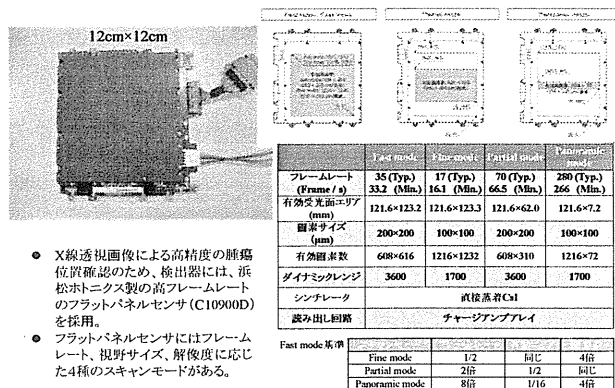 12cm×12cm
Fast mode
Fine mode
Partial mode
Panoramic
mode
フレームレート
(Frame / s)
35 (Typ.)
33.2 (Min.)
17 (Typ.)
16.1 (Min.)
70 (Typ.)
66.5 (Min.)
280 (Typ.)
266 (Min.)
有効受光面エリア
(mm)
121.6×123.2
121.6×123.3
121.6×62.0
121.6×7.2
画素サイズ
(μm)
200×200
100×100
200×200
100×100
有効画素数
608×616
1216×1232
608×310
1216×72
ダイナミックレンジ
3600
1700
3600
1700
シンチレータ
直接蒸着CsI
読み出し回路
チャージアンプアレイ
● X線透視画像による高精度の腫瘍
位置確認のため、検出器には、浜
松ホトニクス製の高フレームレート
のフラットパネルセンサ(C10900D)
を採用。
● フラットパネルセンサにはフレーム
レート、視野サイズ、解像度に応じ
た4種のスキャンモードがある。
Fast mode 基準
Fine mode
1/2
同じ
4倍
Partial mode
2倍
1/2
同じ
Panoramic mode
8倍
1/16
4倍